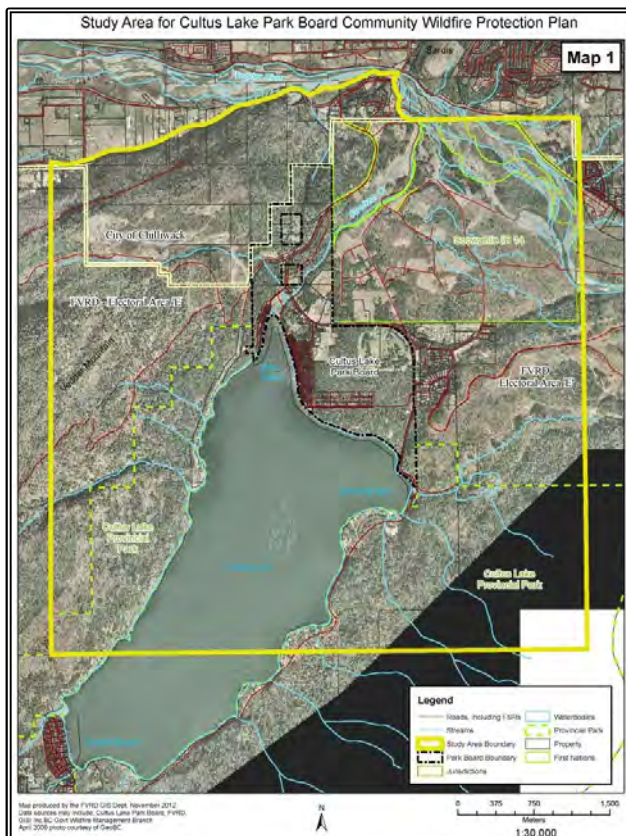 Study Area for Cultus Lake Park Board Community Wildfire Protection Plan
Map 1
Sardis
City of Chilliwack
FVRD - Electoral Area 'E'
Cultus Lake
Park Board
FVRD
Electoral Area 'E'
Cultus Lake
Provincial
Park
Cultus Lake
Provincial Park
Legend
Roads, Including FSRs
Streams
Study Area Boundary
Park Board Boundary
Jurisdictions
Waterbodies
Provincial Park
Property
First Nations
Map produced by the FVRD GIS Dept, November 2012
Data sources may include: Cultus Lake Park Board, FVRD,
BC Govt Wildfire Management Branch
April 2009 photo courtesy of GeoBC
N
0 375 750 1,500
Meters
1:30,000